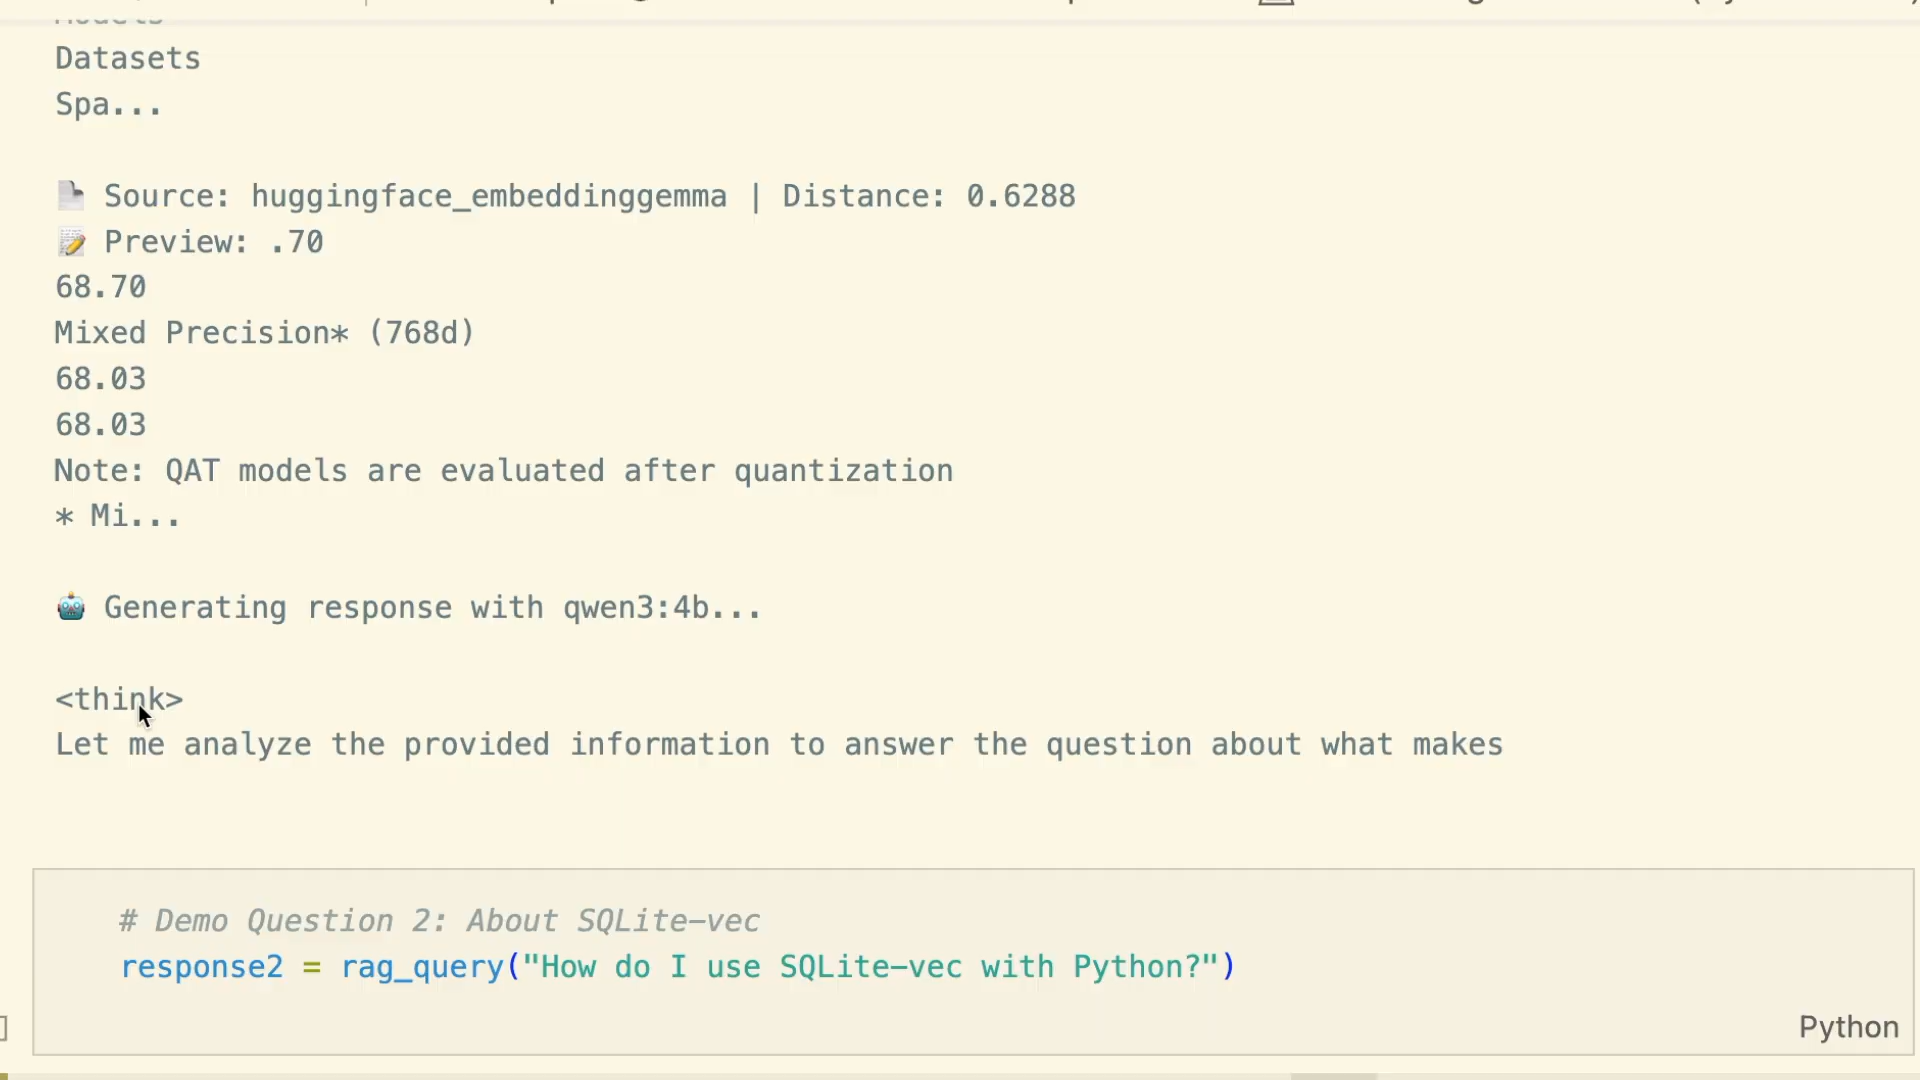 Models
Datasets
Spa...
Source: huggingface_embeddinggemma | Distance: 0.6288
Preview: .70
68.70
Mixed Precision* (768d)
68.03
68.03
Note: QAT models are evaluated after quantization
* Mi...
Generating response with qwen3:4b...
<think>
Let me analyze the provided information to answer the question about what makes
# Demo Question 2: About SQLite-vec
response2 = rag_query("How do I use SQLite-vec with Python?")
Python